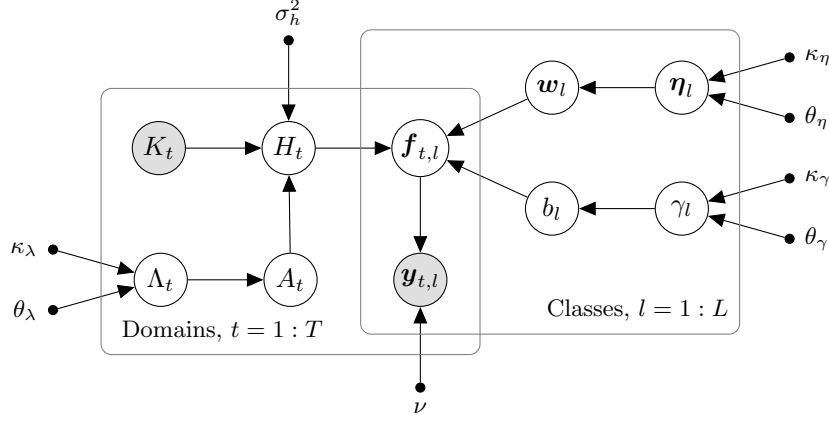 σ_h^2
κ_η
w_l
η_l
θ_η
K_t
H_t
f_{t,l}
κ_γ
b_l
γ_l
θ_γ
κ_λ
Λ_t
A_t
y_{t,l}
θ_λ
Classes, l = 1 : L
Domains, t = 1 : T
ν